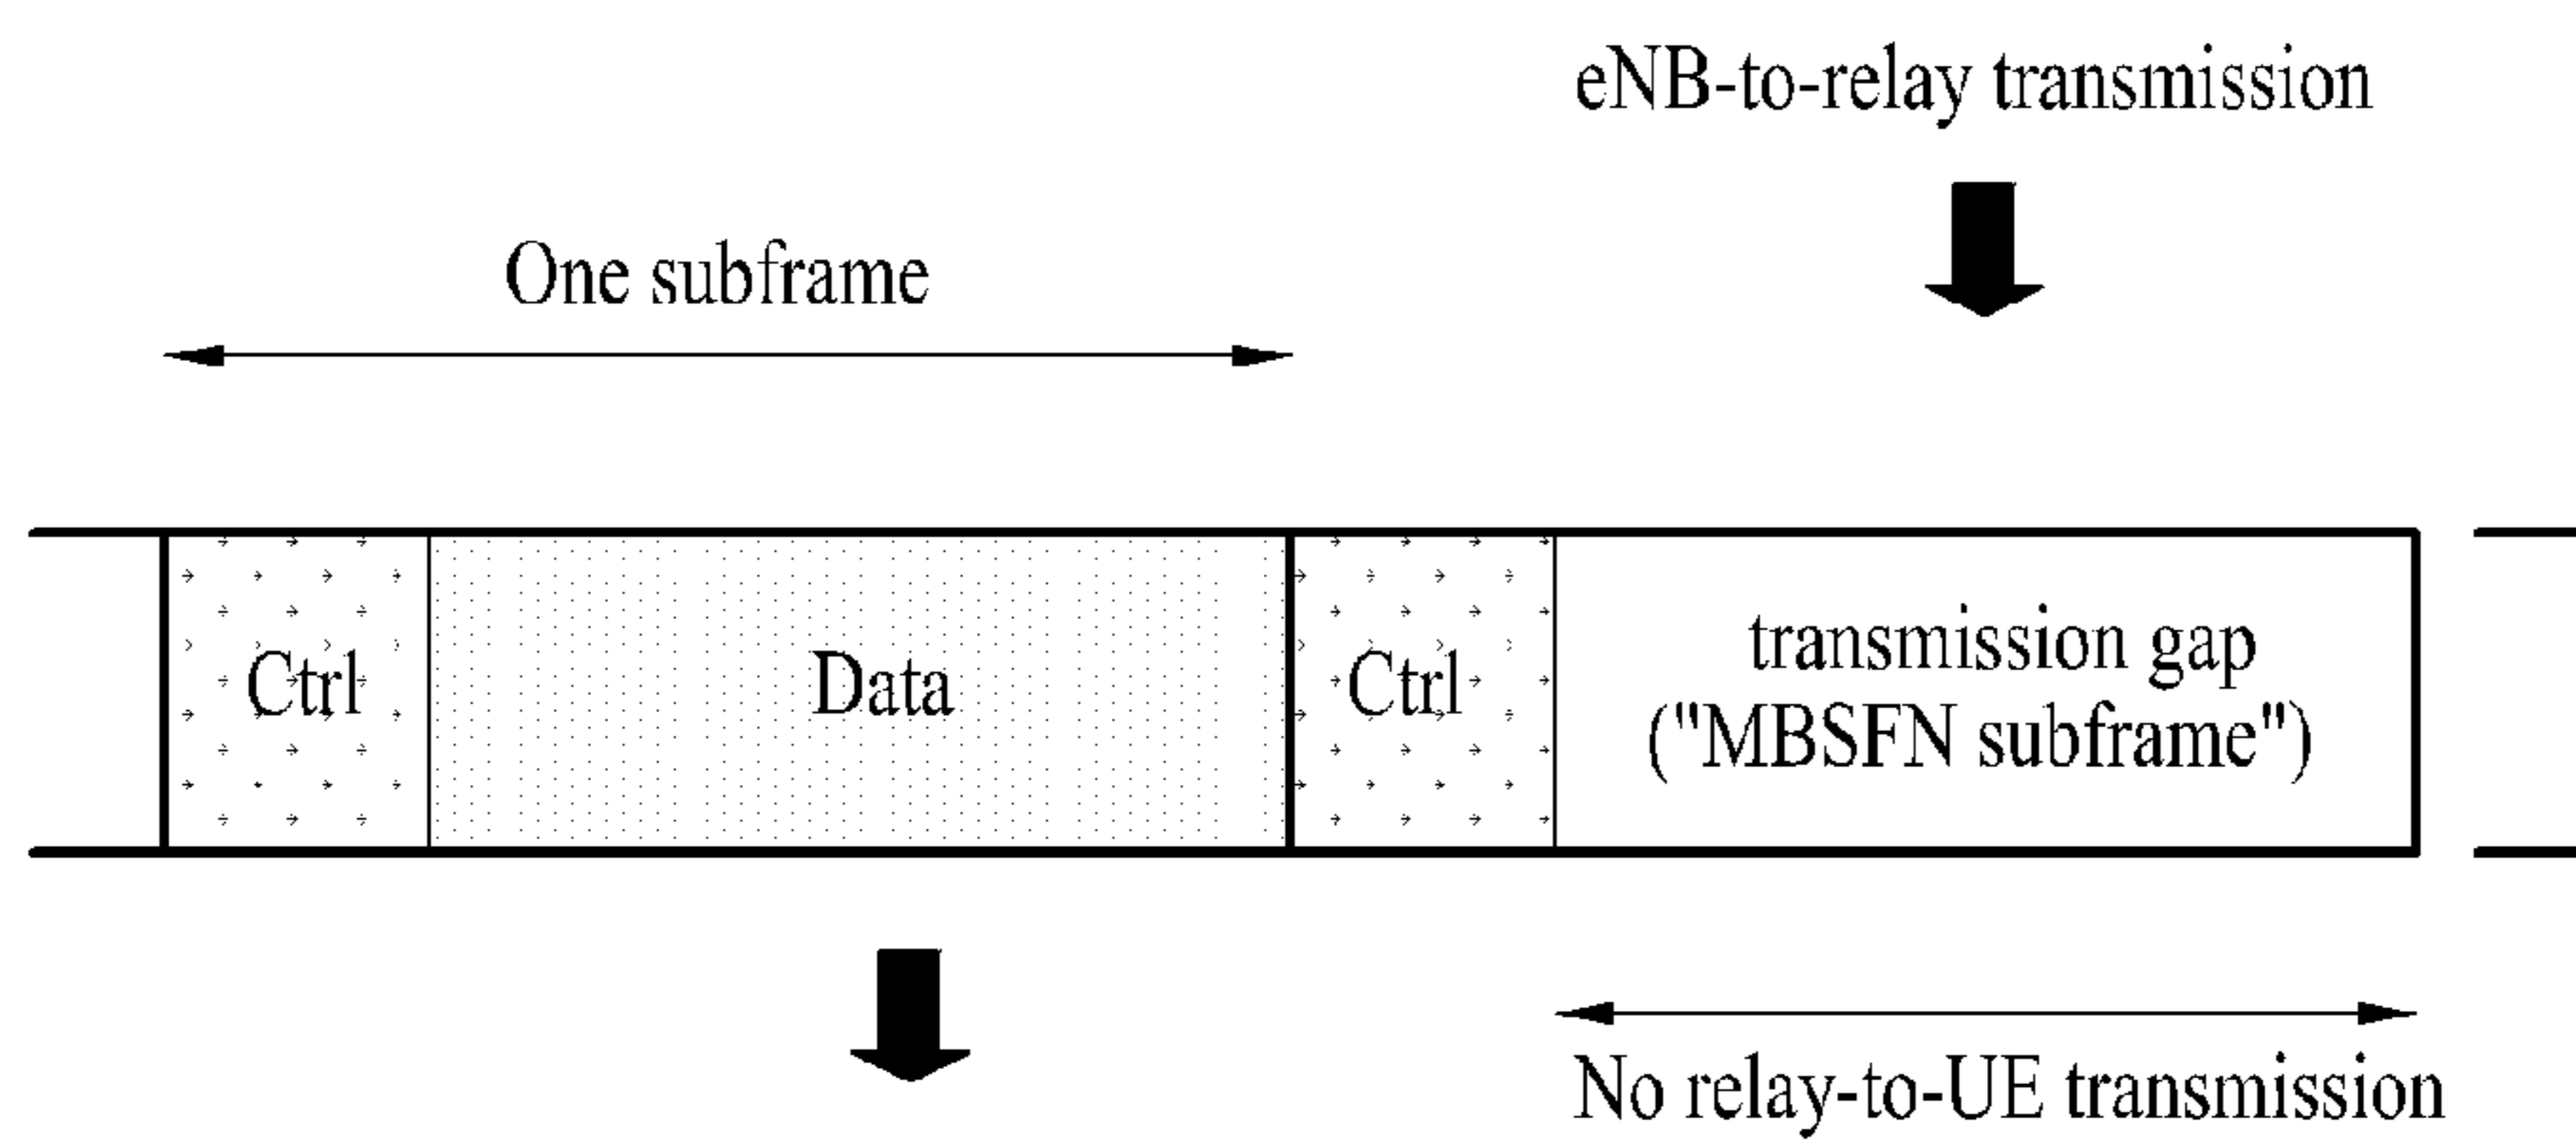 eNB-to-relay transmission
One subframe
Ctrl
Data
Ctrl
transmission gap
("MBSFN subframe")
No relay-to-UE transmission